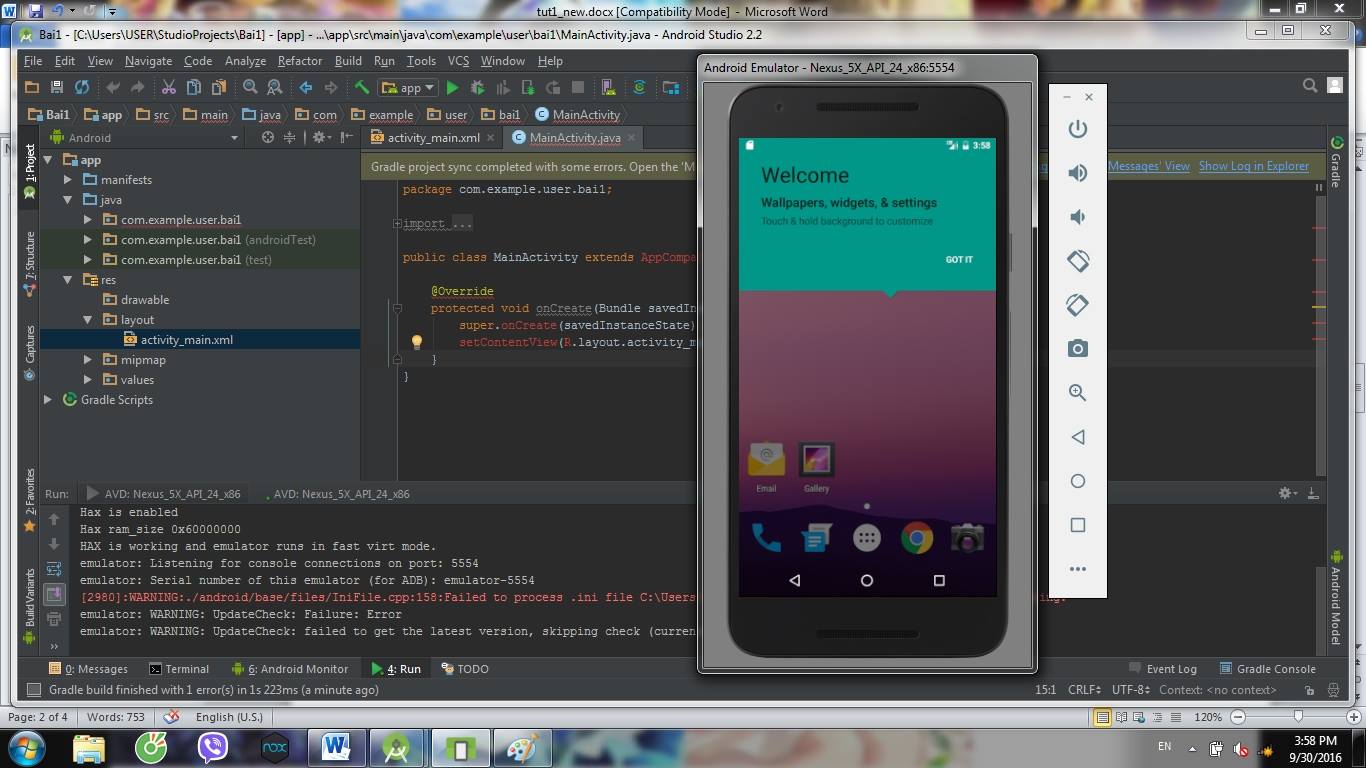 tut1_new.docx [Compatibility Mode] - Microsoft Word
Bai1 - [C:\Users\USER\StudioProjects\Bai1] - [app] - ...\app\src\main\java\com\example\user\bai1\MainActivity.java - Android Studio 2.2
File Edit View Navigate Code Analyze Refactor Build Run Tools VCS Window Help
app
Bai1 app src main java com example user bai1 MainActivity
Android
activity_main.xml MainActivity.java
Gradle project sync completed with some errors. Open the 'M
Messages' View Show Log in Explorer
1: Project
7: Structure
Captures
2: Favorites
Build Variants
app
manifests
java
com.example.user.bai1
com.example.user.bai1 (androidTest)
com.example.user.bai1 (test)
res
drawable
layout
activity_main.xml
mipmap
values
Gradle Scripts
package com.example.user.bai1;
import ...
public class MainActivity extends AppCompa
@Override
protected void onCreate(Bundle savedIn
super.onCreate(savedInstanceState)
setContentView(R.layout.activity_m
}
}
Android Emulator - Nexus_5X_API_24_x86:5554
3:58
Welcome
Wallpapers, widgets, & settings
Touch & hold background to customize
GOT IT
Email Gallery
Gradle
Android Model
Run: AVD: Nexus_5X_API_24_x86 AVD: Nexus_5X_API_24_x86
Hax is enabled
Hax ram_size 0x60000000
HAX is working and emulator runs in fast virt mode.
emulator: Listening for console connections on port: 5554
emulator: Serial number of this emulator (for ADB): emulator-5554
[2980]:WARNING:./android/base/files/IniFile.cpp:158:Failed to process .ini file C:\Users
emulator: WARNING: UpdateCheck: Failure: Error
emulator: WARNING: UpdateCheck: failed to get the latest version, skipping check (curren
0: Messages Terminal 6: Android Monitor 4: Run TODO Event Log Gradle Console
Gradle build finished with 1 error(s) in 1s 223ms (a minute ago) 15:1 CRLF UTF-8 Context: <no context>
Page: 2 of 4 Words: 753 English (U.S.) 120%
nox
EN
3:58 PM
9/30/2016